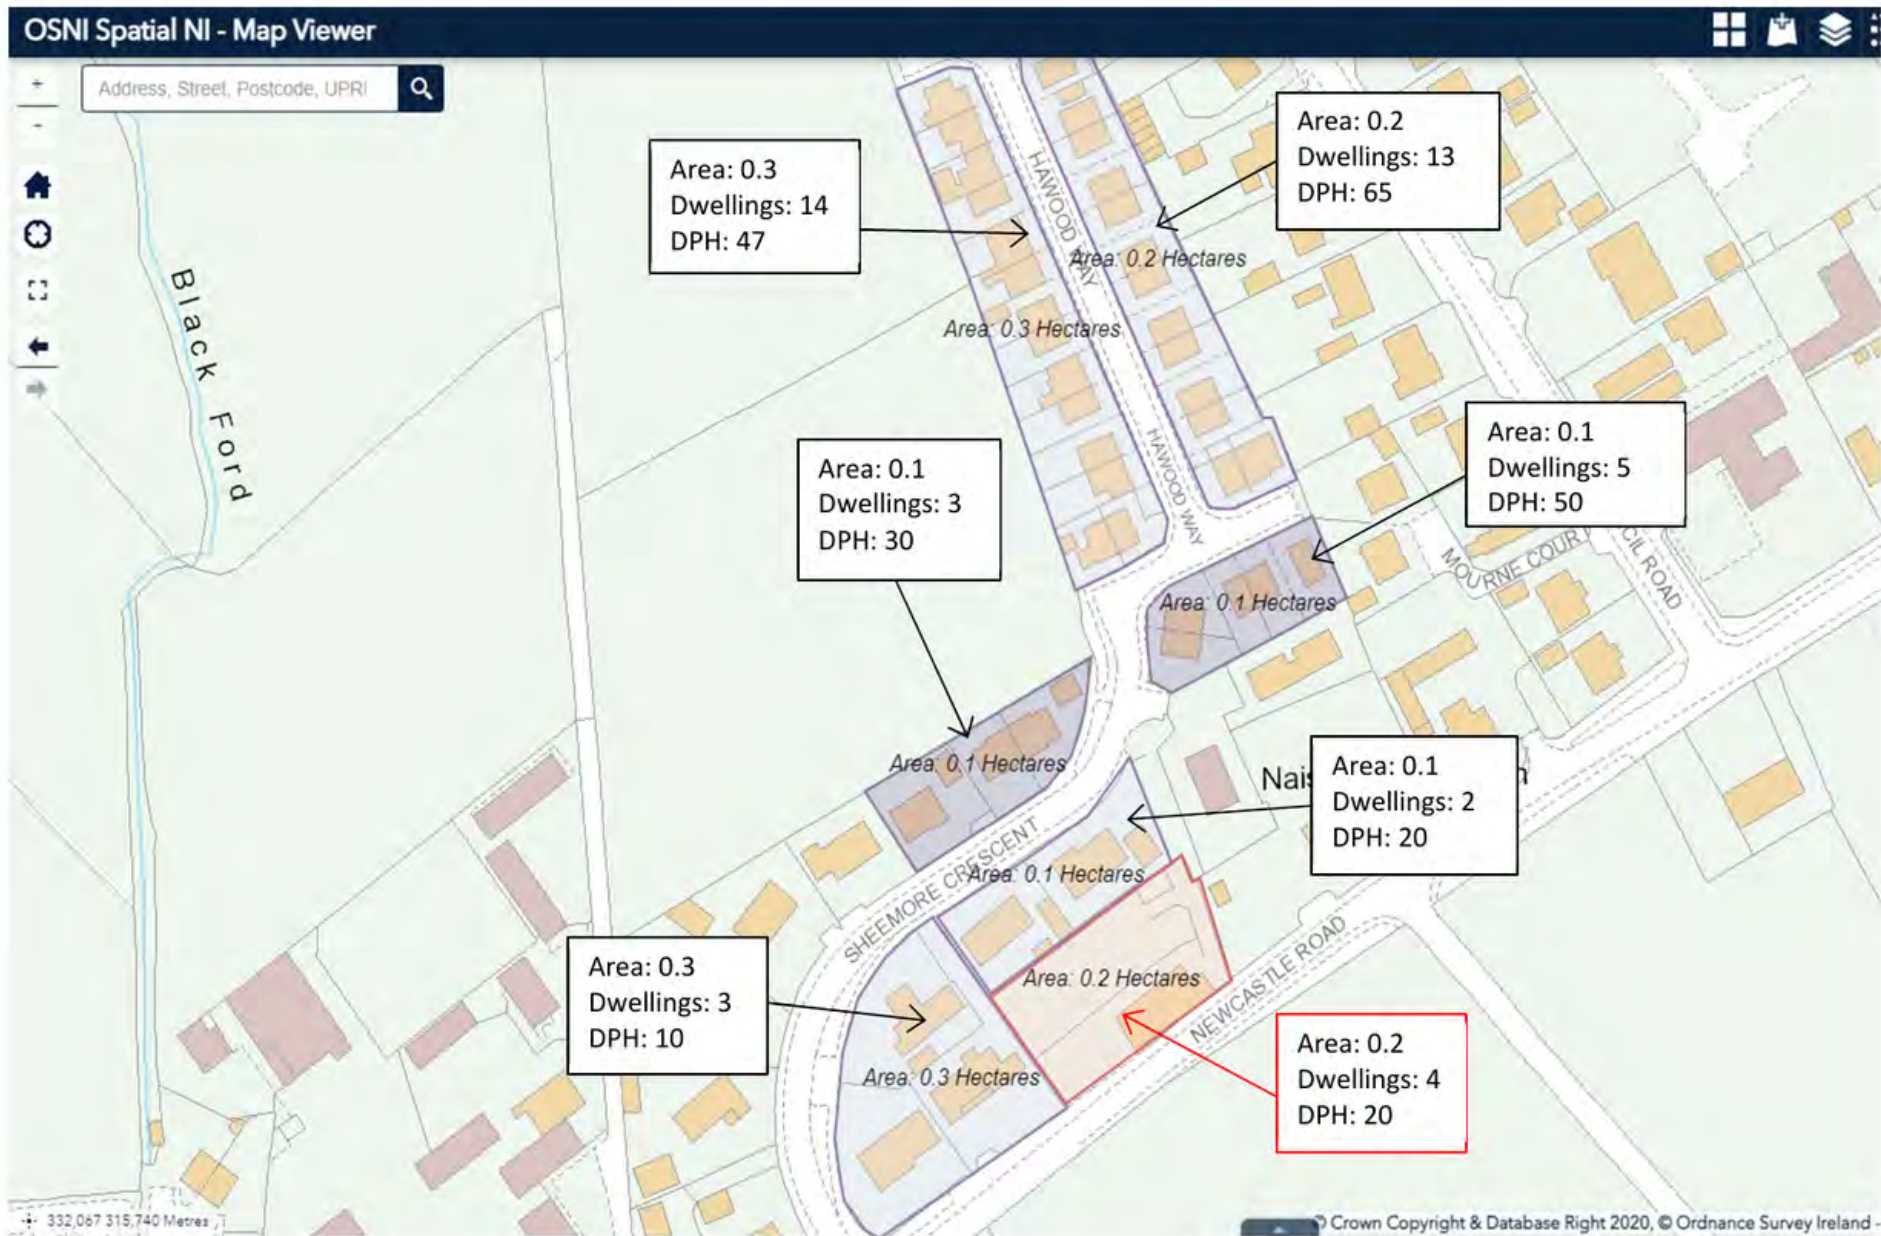 OSNI Spatial NI - Map Viewer
Address, Street, Postcode, UPRI
Area: 0.3
Dwellings: 14
DPH: 47
Area: 0.2
Dwellings: 13
DPH: 65
HAWOOD WAY
Area: 0.2 Hectares
Area: 0.3 Hectares
Black Ford
Area: 0.1
Dwellings: 3
DPH: 30
HAWOOD WAY
Area: 0.1
Dwellings: 5
DPH: 50
MOURNE COUR
CIL ROAD
Area: 0.1 Hectares
Area: 0.1 Hectares
Nais
Area: 0.1
Dwellings: 2
DPH: 20
SHEEMORE CRESCENT
Area: 0.1 Hectares
Area: 0.3
Dwellings: 3
DPH: 10
Area: 0.2 Hectares
NEWCASTLE ROAD
Area: 0.3 Hectares
Area: 0.2
Dwellings: 4
DPH: 20
332,067 315,740 Metres
© Crown Copyright & Database Right 2020, © Ordnance Survey Ireland -